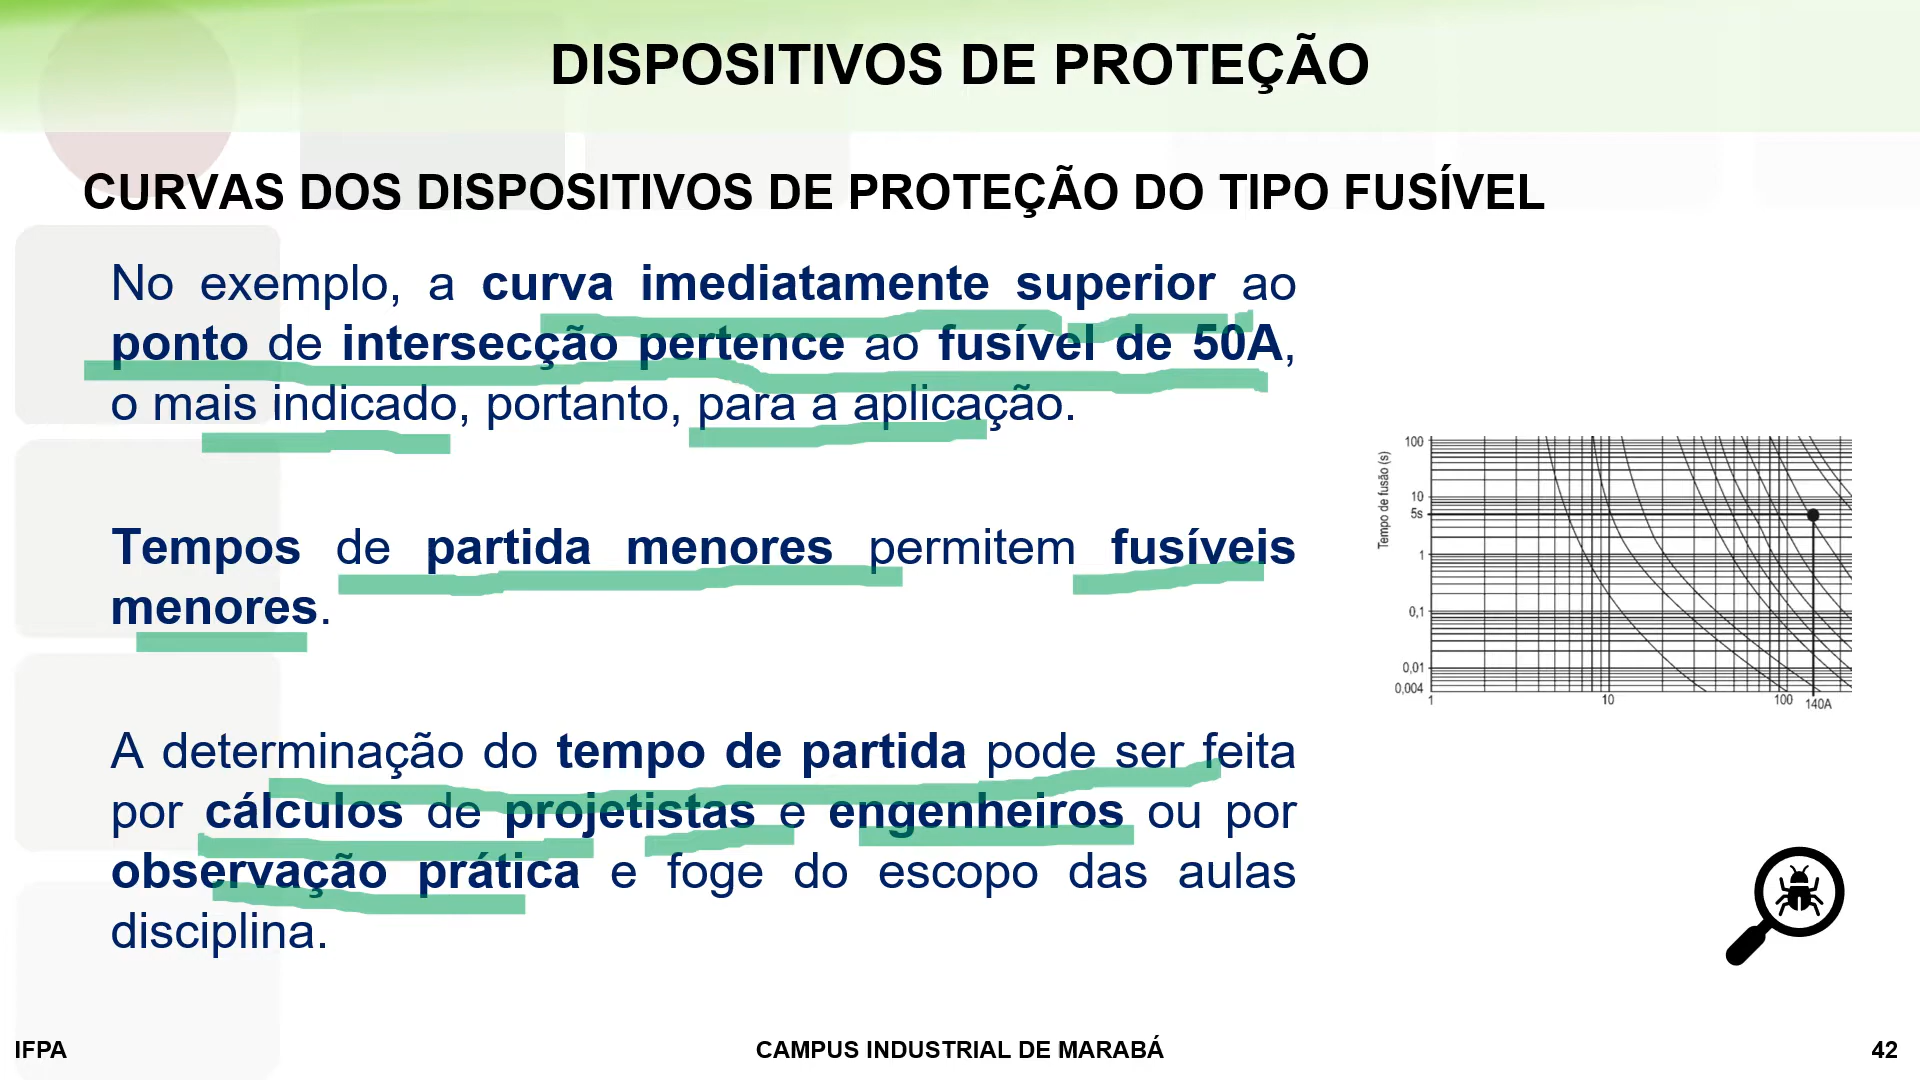 DISPOSITIVOS DE PROTEÇÃO
CURVAS DOS DISPOSITIVOS DE PROTEÇÃO DO TIPO FUSÍVEL
No exemplo, a curva imediatamente superior ao
ponto de intersecção pertence ao fusível de 50A,
o mais indicado, portanto, para a aplicação.
Tempos de partida menores permitem fusíveis
menores.
A determinação do tempo de partida pode ser feita
por cálculos de projetistas e engenheiros ou por
observação prática e foge do escopo das aulas
disciplina.
Tempo de fusão (s)
100
10
5s
1
0,1
0,01
0,004
1 10 100 140A
IFPA CAMPUS INDUSTRIAL DE MARABÁ 42